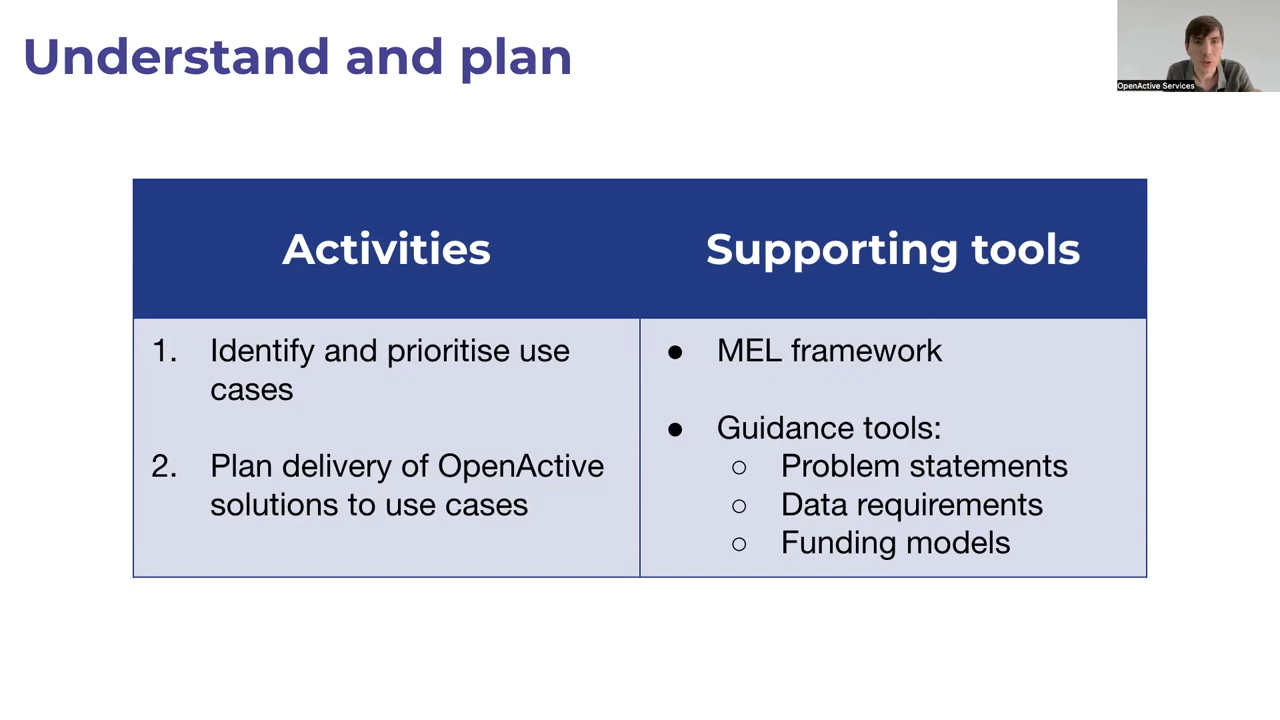 Understand and plan
OpenActive Services
Activities
Supporting tools
1. Identify and prioritise use
cases
2. Plan delivery of OpenActive
solutions to use cases
● MEL framework
● Guidance tools:
○ Problem statements
○ Data requirements
○ Funding models